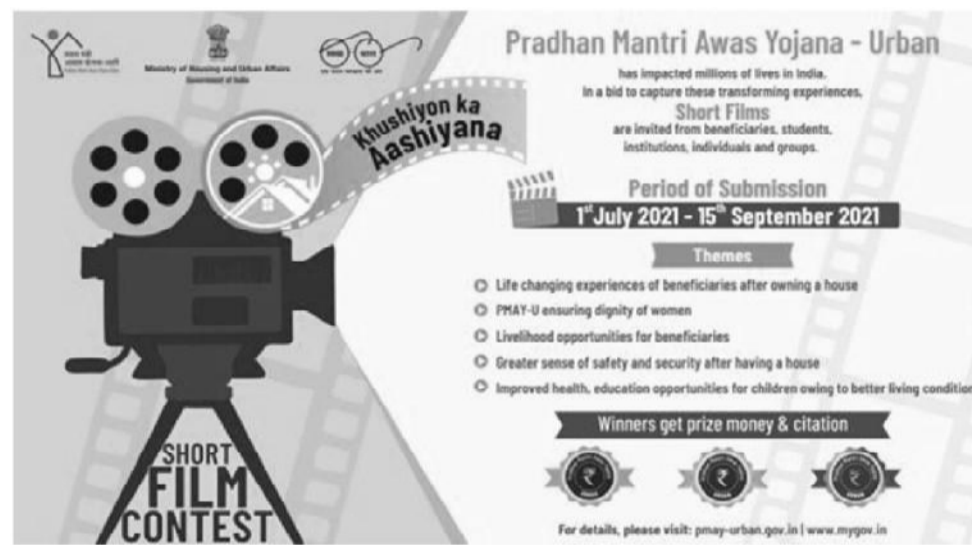 Ministry of Housing and Urban Affairs
Government of India
Khushiyon ka
Aashiyana
SHORT
FILM
CONTEST
Pradhan Mantri Awas Yojana - Urban
has impacted millions of lives in India.
In a bid to capture these transforming experiences,
Short Films
are invited from beneficiaries, students,
institutions, individuals and groups.
Period of Submission
1st July 2021 - 15th September 2021
Themes
Life changing experiences of beneficiaries after owning a house
PMAY-U ensuring dignity of women
Livelihood opportunities for beneficiaries
Greater sense of safety and security after having a house
Improved health, education opportunities for children owing to better living condition
Winners get prize money & citation
₹
₹
₹
For details, please visit: pmay-urban.gov.in | www.mygov.in